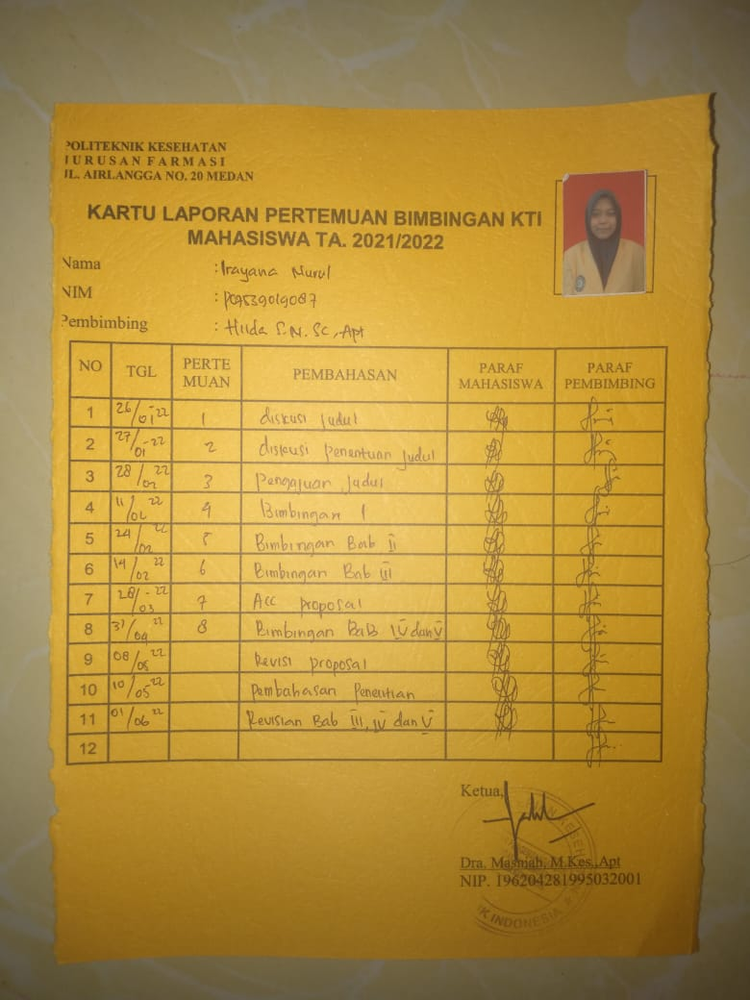 POLITEKNIK KESEHATAN
JURUSAN FARMASI
JL. AIRLANGGA NO. 20 MEDAN
KARTU LAPORAN PERTEMUAN BIMBINGAN KTI
MAHASISWA TA. 2021/2022
Nama : Irayana Nurul
NIM : P07539019087
Pembimbing : Hilda S, M.Sc, Apt
NO TGL PERTE MUAN PEMBAHASAN PARAF MAHASISWA PARAF PEMBIMBING
1 26/01-22 1 diskusi judul
2 27/01-22 2 diskusi penentuan judul
3 28/02 22 3 Pengajuan judul
4 11/02 22 4 Bimbingan I
5 24/02 22 5 Bimbingan Bab II
6 14/02 22 6 Bimbingan Bab III
7 28/03-22 7 Acc proposal
8 31/04 22 8 Bimbingan BaB IV dan V
9 08/05 22 Revisi proposal
10 10/05 22 Pembahasan Penelitian
11 01/06 22 Revisian Bab III, IV dan V
12
Ketua,
Dra. Masniah, M.Kes., Apt
NIP. 196204281995032001
INDONESIA